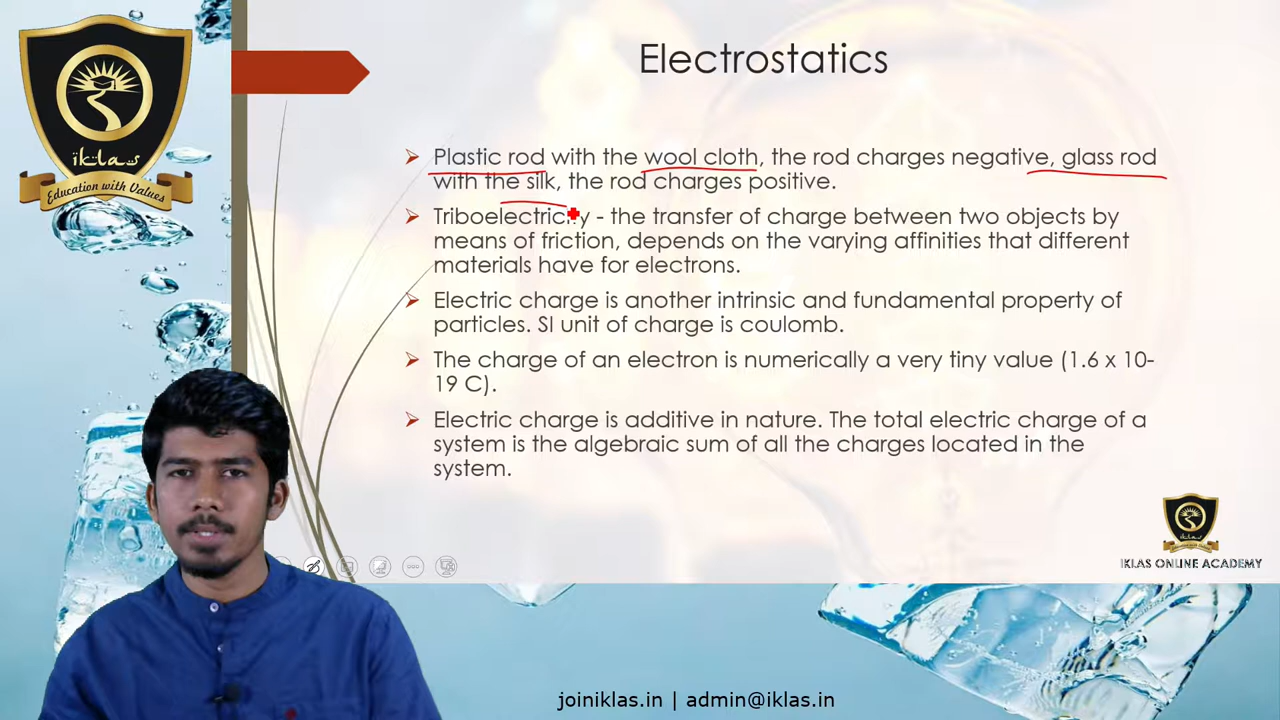 iklas
Education with Values
Electrostatics
Plastic rod with the wool cloth, the rod charges negative, glass rod
with the silk, the rod charges positive.
Triboelectricity - the transfer of charge between two objects by
means of friction, depends on the varying affinities that different
materials have for electrons.
Electric charge is another intrinsic and fundamental property of
particles. SI unit of charge is coulomb.
The charge of an electron is numerically a very tiny value (1.6 x 10-
19 C).
Electric charge is additive in nature. The total electric charge of a
system is the algebraic sum of all the charges located in the
system.
iklas
IKLAS ONLINE ACADEMY
joiniklas.in | admin@iklas.in